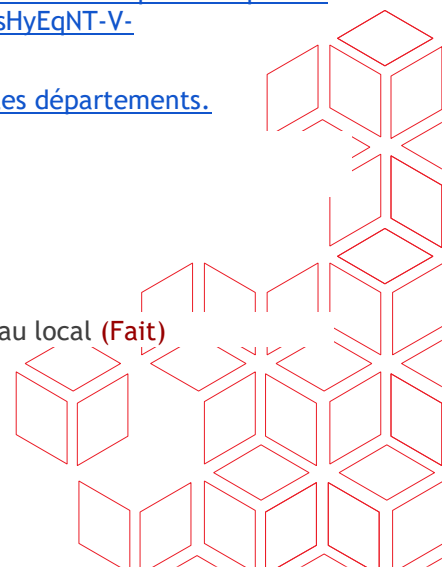 sHyEqNT-V-
es départements.
au local (Fait)